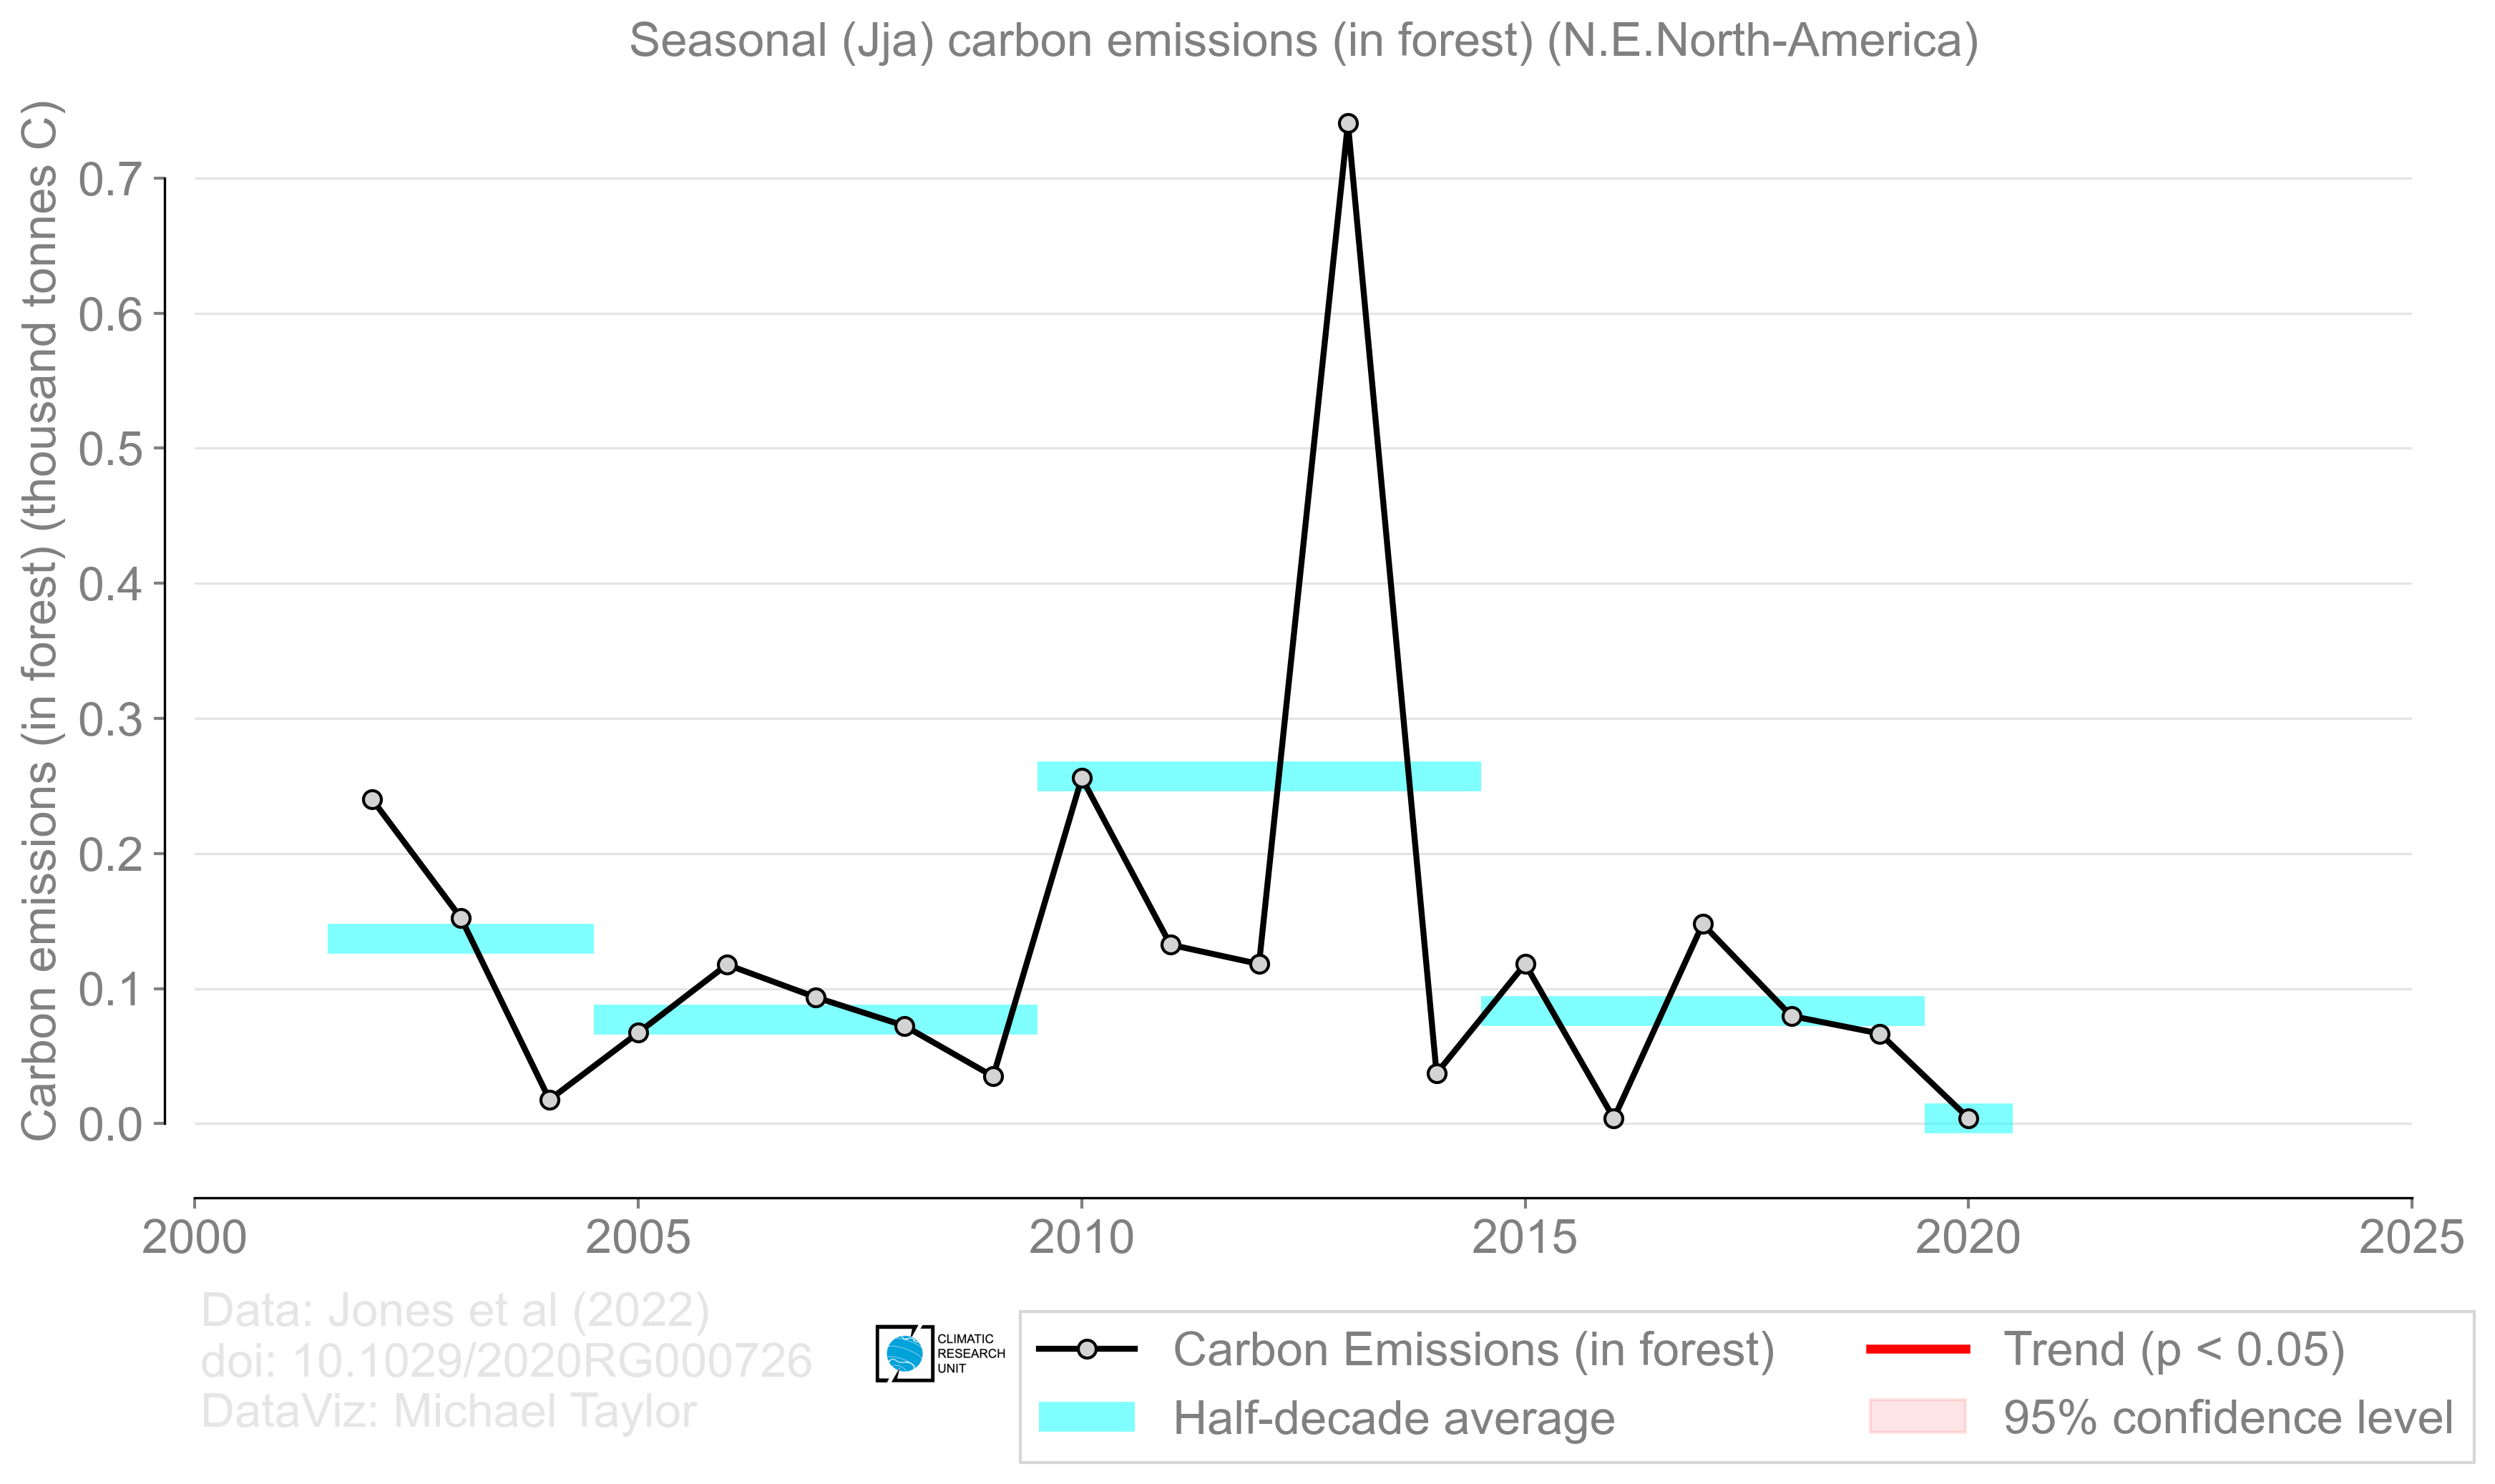 Seasonal (Jja) carbon emissions (in forest) (N.E.North-America)
Carbon emissions (in forest) (thousand tonnes C)
0.7
0.6
0.5
0.4
0.3
0.2
0.1
0.0
2000 2005 2010 2015 2020 2025
Data: Jones et al (2022)
doi: 10.1029/2020RG000726
DataViz: Michael Taylor
CLIMATIC
RESEARCH
UNIT
Carbon Emissions (in forest)
Half-decade average
Trend (p < 0.05)
95% confidence level